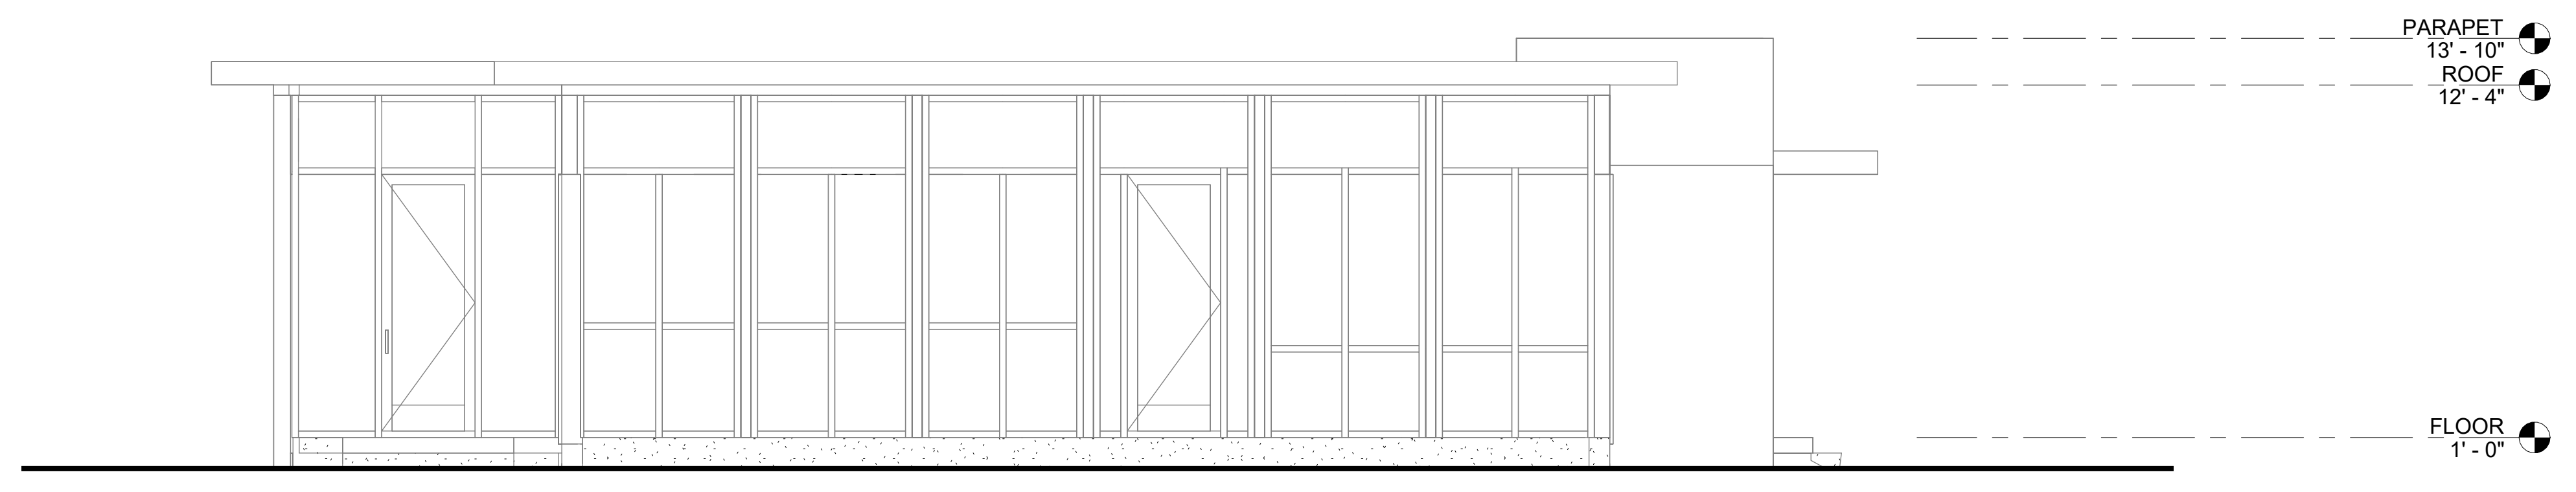 PARAPET
13' - 10"
ROOF
12' - 4"
FLOOR
1' - 0"